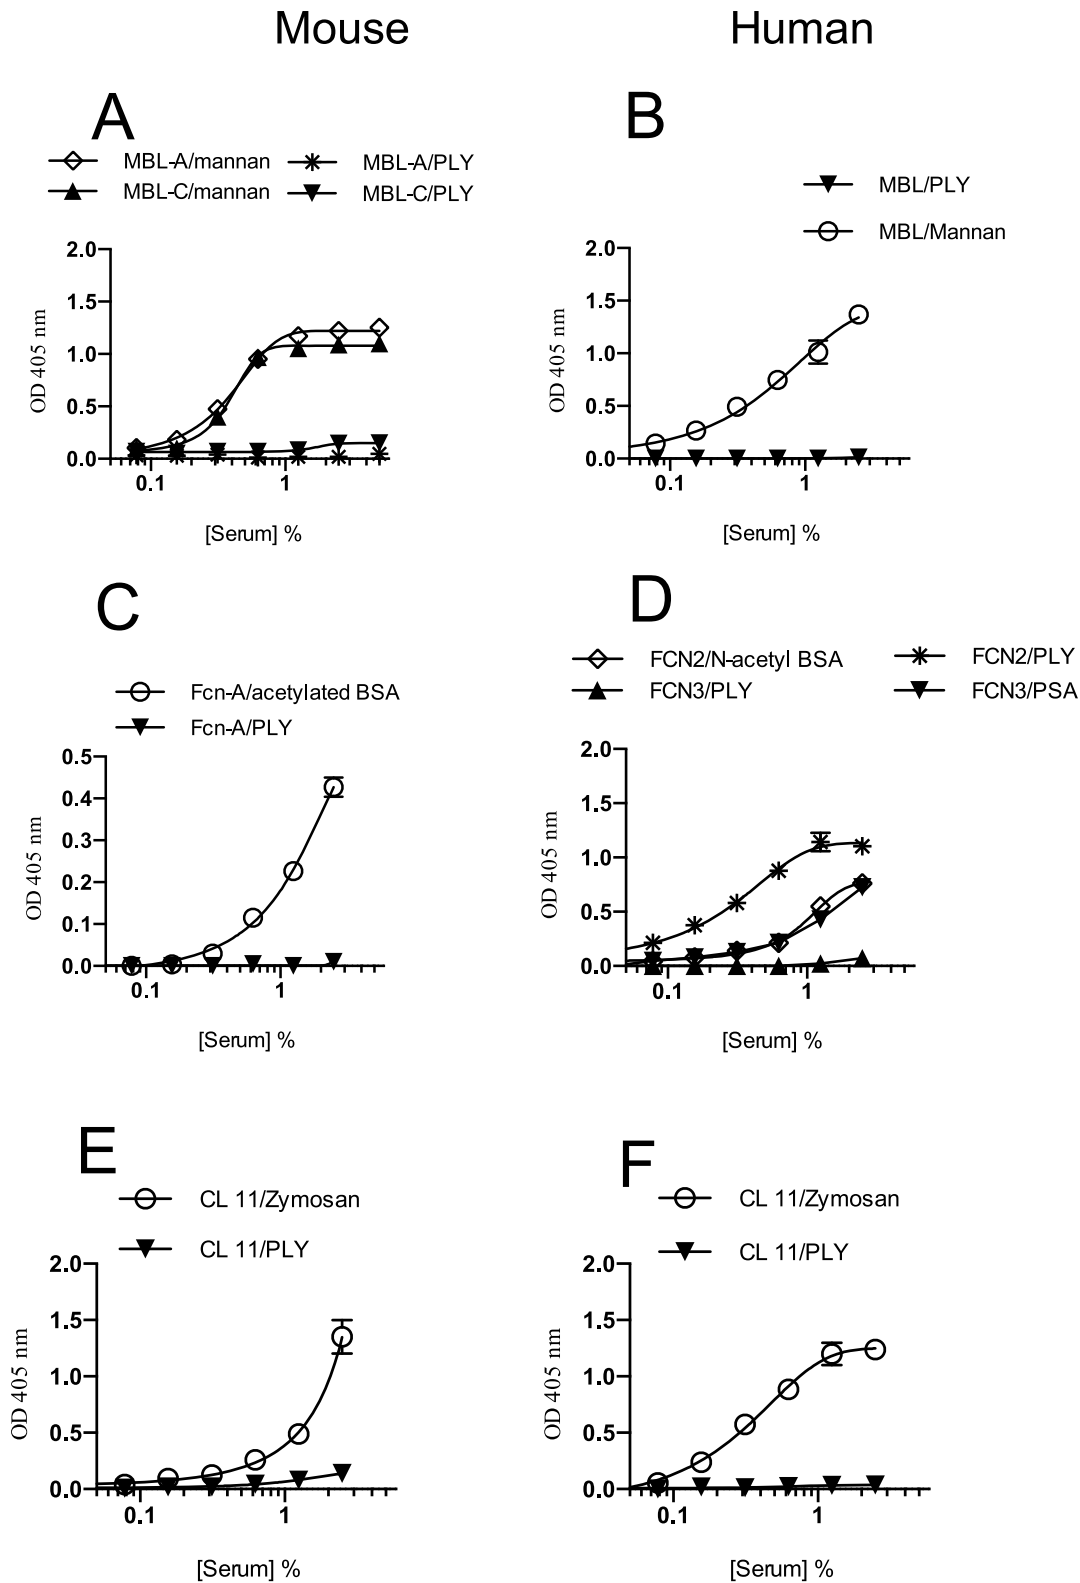 Mouse Human
A
MBL-A/mannan MBL-A/PLY
MBL-C/mannan MBL-C/PLY
2.0
1.5
1.0
0.5
0.0
0.1 1
OD 405 nm
[Serum] %
B
MBL/PLY
MBL/Mannan
2.0
1.5
1.0
0.5
0.0
0.1 1
OD 405 nm
[Serum] %
C
Fcn-A/acetylated BSA
Fcn-A/PLY
0.5
0.4
0.3
0.2
0.1
0.0
0.1 1
OD 405 nm
[Serum] %
D
FCN2/N-acetyl BSA FCN2/PLY
FCN3/PLY FCN3/PSA
2.0
1.5
1.0
0.5
0.0
0.1 1
OD 405 nm
[Serum] %
E
CL 11/Zymosan
CL 11/PLY
2.0
1.5
1.0
0.5
0.0
0.1 1
OD 405 nm
[Serum] %
F
CL 11/Zymosan
CL 11/PLY
2.0
1.5
1.0
0.5
0.0
0.1 1
OD 405 nm
[Serum] %